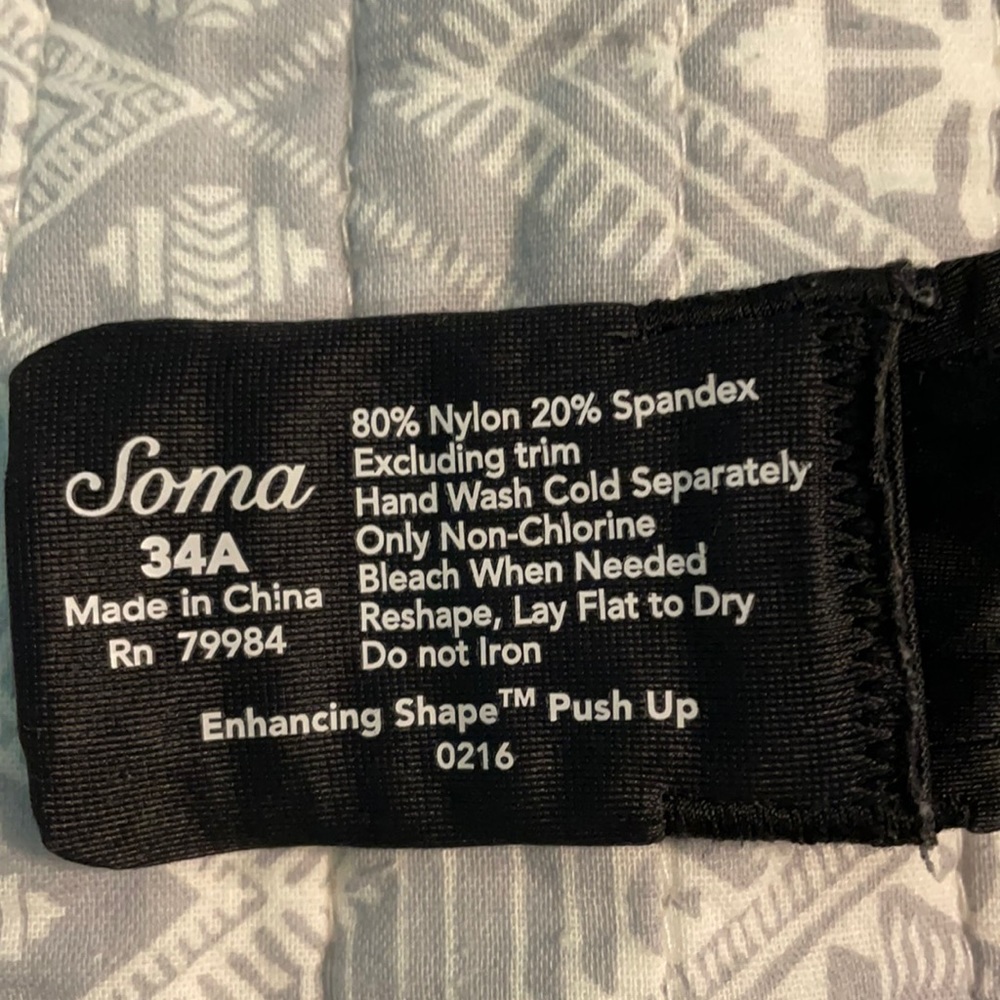 Soma
34A
Made in China
Rn 79984
80% Nylon 20% Spandex
Excluding trim
Hand Wash Cold Separately
Only Non-Chlorine
Bleach When Needed
Reshape, Lay Flat to Dry
Do not Iron
Enhancing Shape™ Push Up
0216